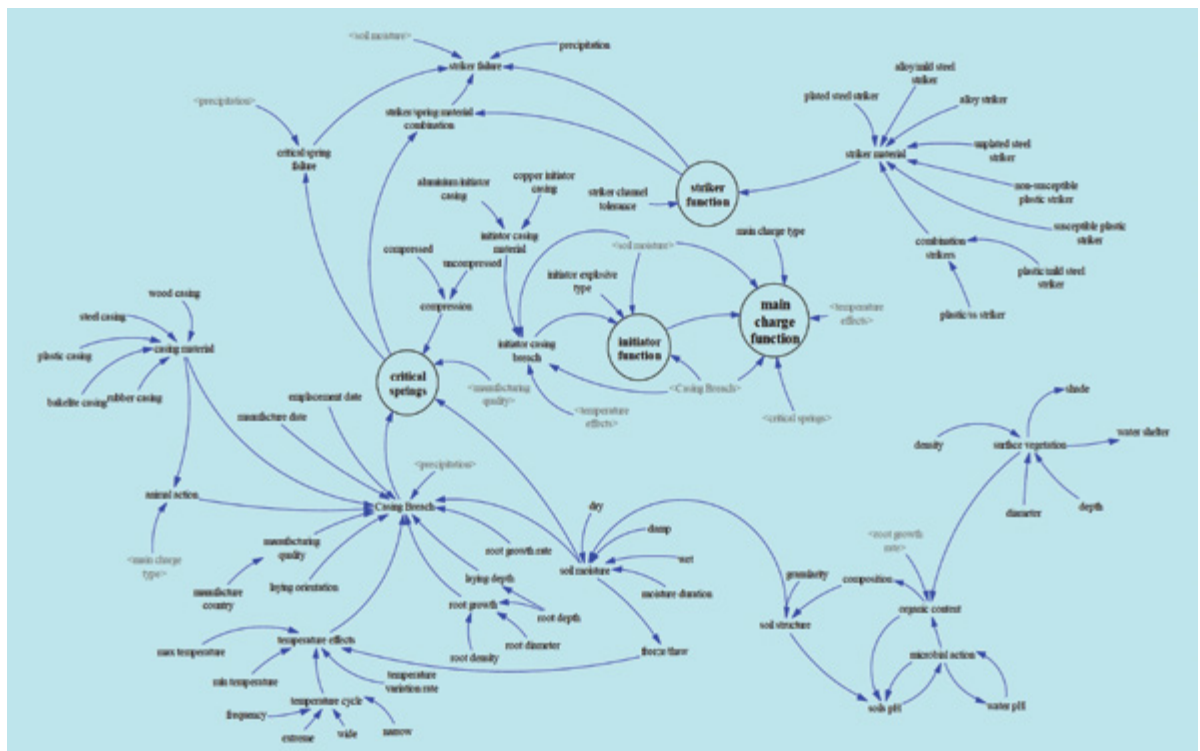 <soil moisture>
precipitation
striker failure
<precipitation>
striker/spring material
combination
critical spring
failure
alloy/mild steel
striker
plated steel striker
alloy striker
striker material
unplated steel
striker
non-susceptible
plastic striker
susceptible plastic
striker
combination
strikers
plastic/mild steel
striker
plastic/ss striker
striker
function
striker channel
tolerance
aluminium/initiator
casing
copper initiator
casing
initiator casing
material
<soil moisture>
main charge type
compressed
uncompressed
compression
initiator explosive
type
main
charge
function
<temperature
effects>
initiator casing
breach
initiator
function
<Casing Breach>
<critical springs>
<temperature
effects>
<manufacturing
quality>
critical
springs
wood casing
steel casing
plastic casing
casing material
bakelite casing
rubber casing
emplacement date
manufacture date
<precipitation>
animal action
Casing Breach
<main charge
type>
manufacturing
quality
manufacture
country
laying orientation
root growth rate
laying depth
root growth
root depth
root diameter
root density
dry
damp
wet
soil moisture
moisture duration
freeze/thaw
temperature effects
max temperature
min temperature
temperature
variation rate
temperature cycle
frequency
extreme
wide
narrow
shade
density
surface vegetation
water shelter
diameter
depth
<root growth
rate>
granularity
composition
organic content
soil structure
microbial action
soils pH
water pH